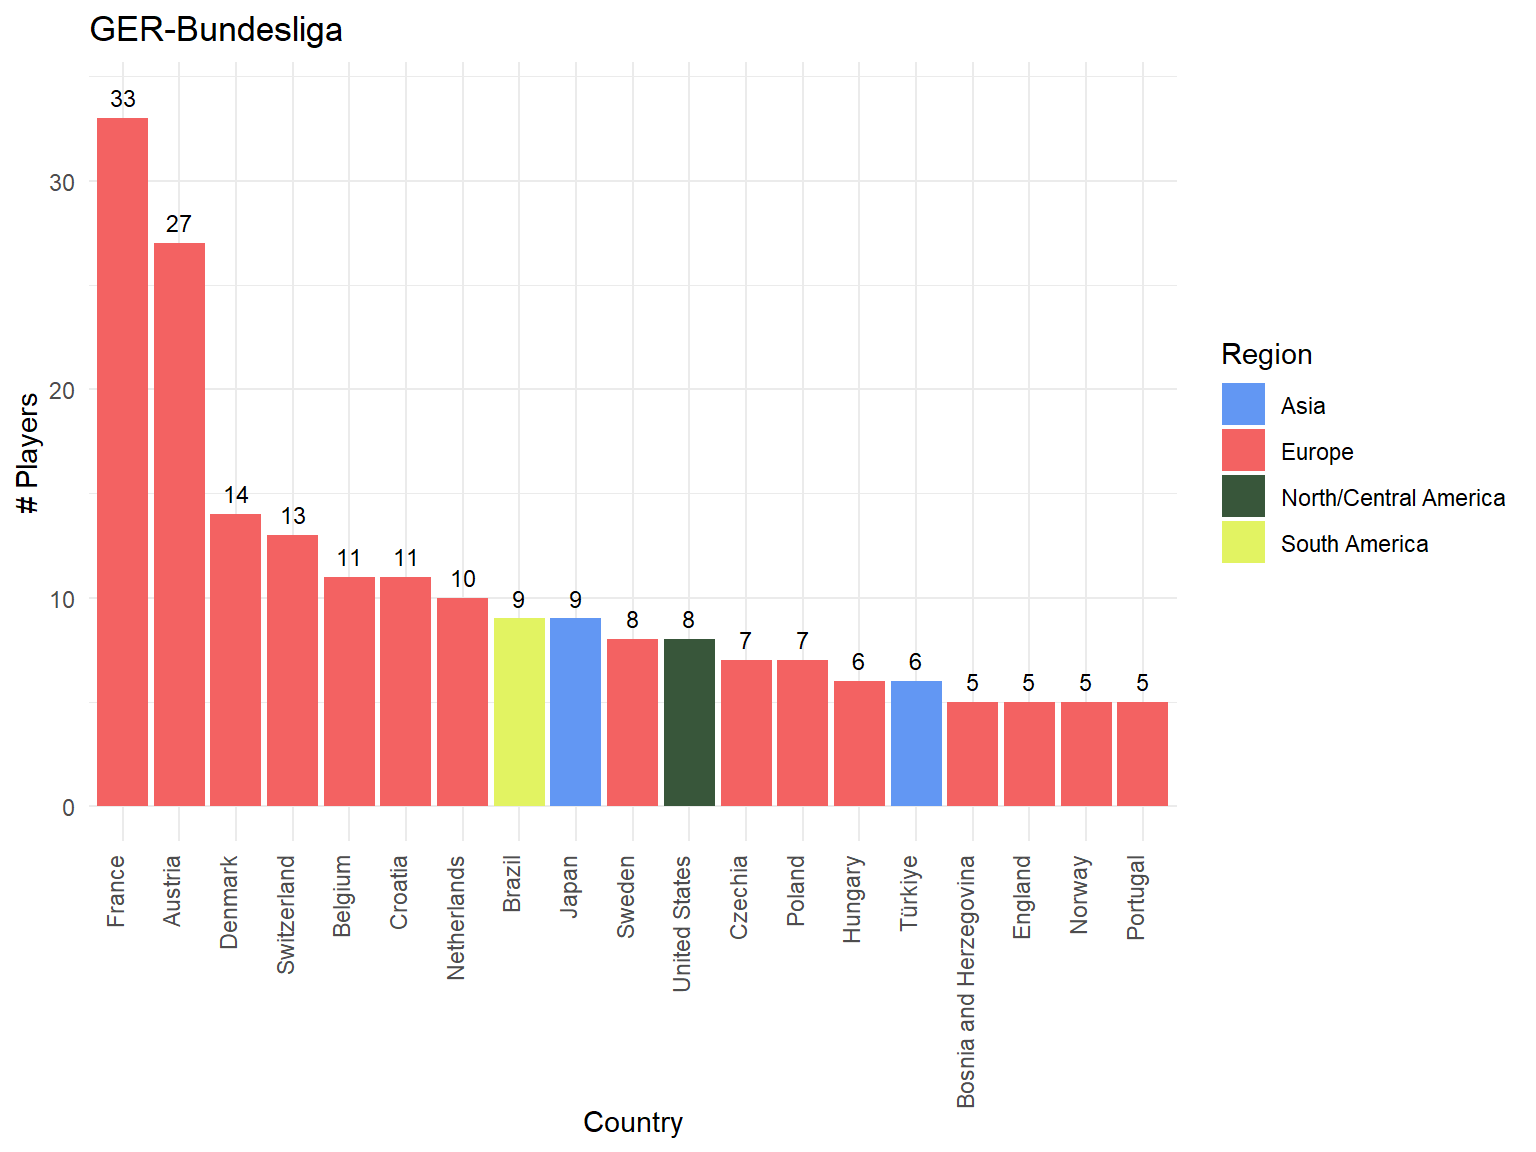 GER-Bundesliga
# Players
30
20
10
0
33
27
14
13
11
11
10
9
9
8
8
7
7
6
6
5
5
5
5
France
Austria
Denmark
Switzerland
Belgium
Croatia
Netherlands
Brazil
Japan
Sweden
United States
Czechia
Poland
Hungary
Türkiye
Bosnia and Herzegovina
England
Norway
Portugal
Country
Region
Asia
Europe
North/Central America
South America